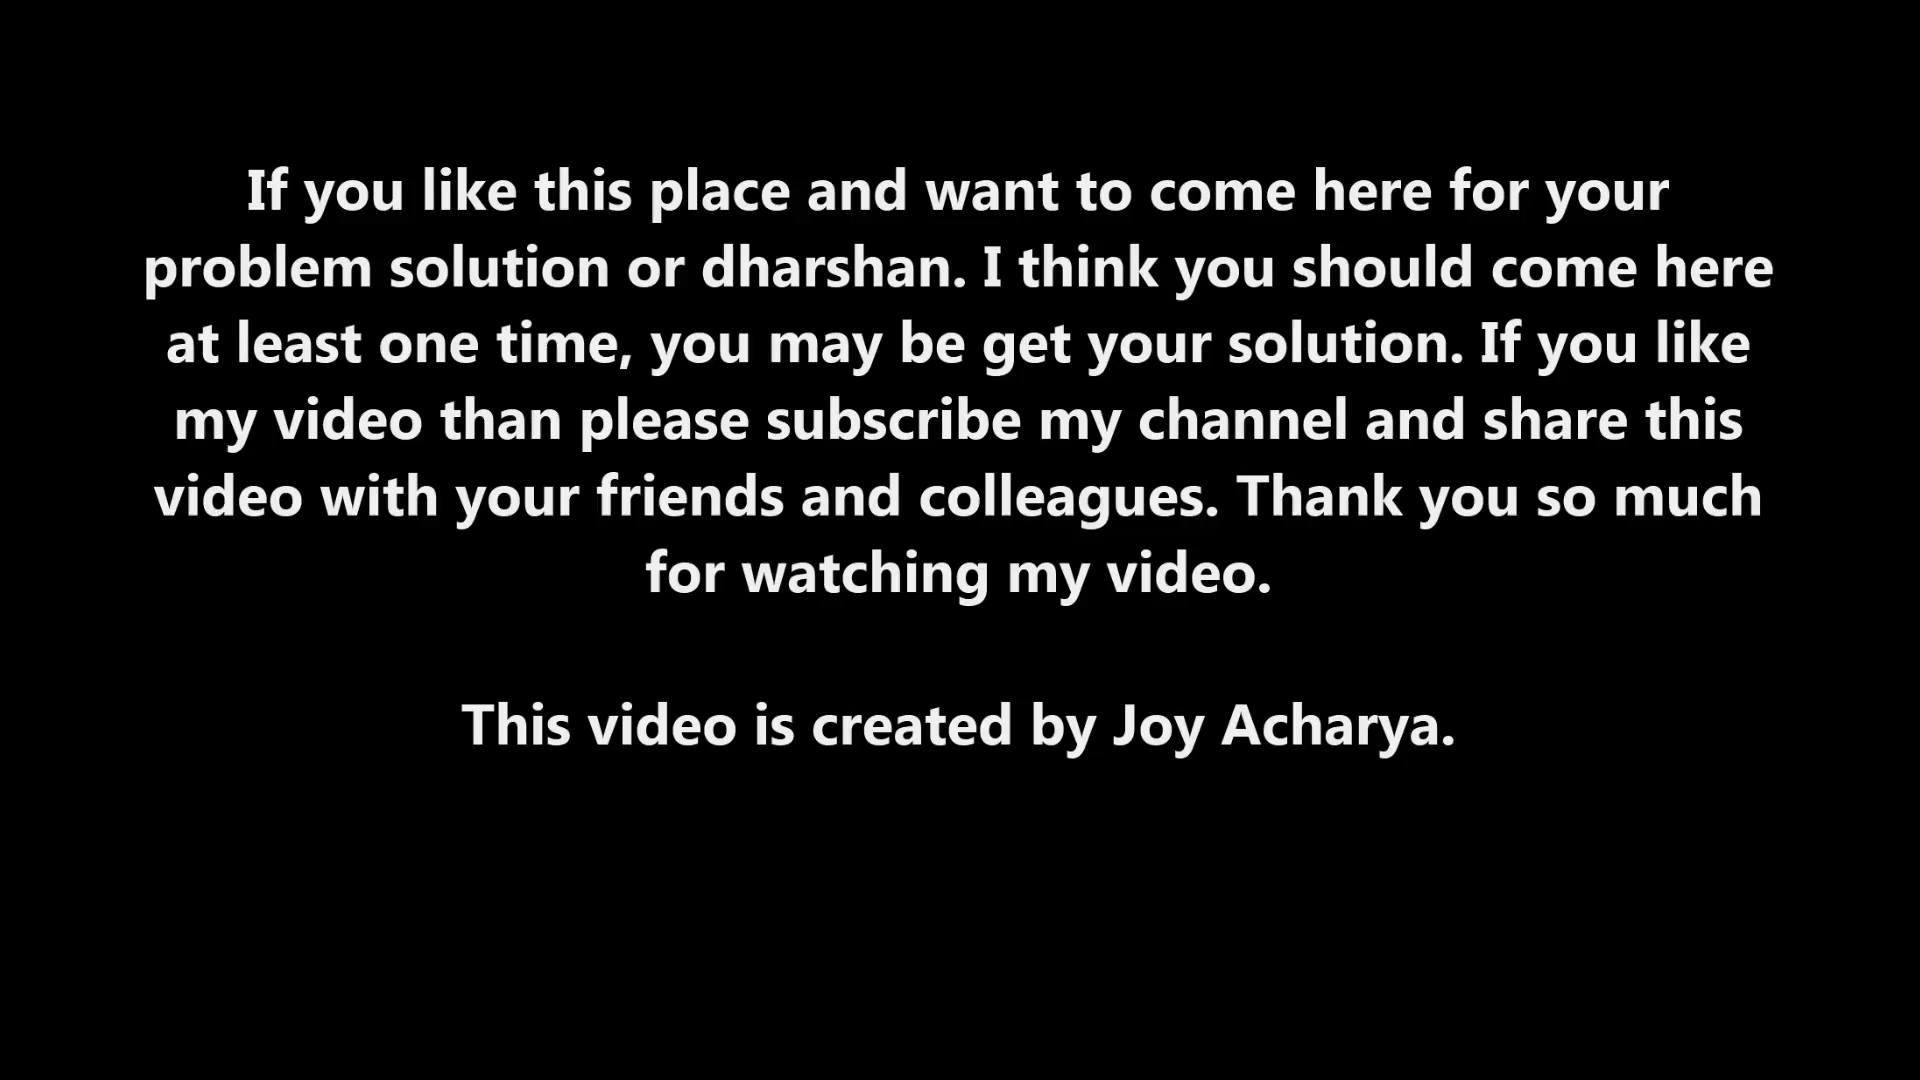 If you like this place and want to come here for your
problem solution or dharshan. I think you should come here
at least one time, you may be get your solution. If you like
my video than please subscribe my channel and share this
video with your friends and colleagues. Thank you so much
for watching my video.
This video is created by Joy Acharya.